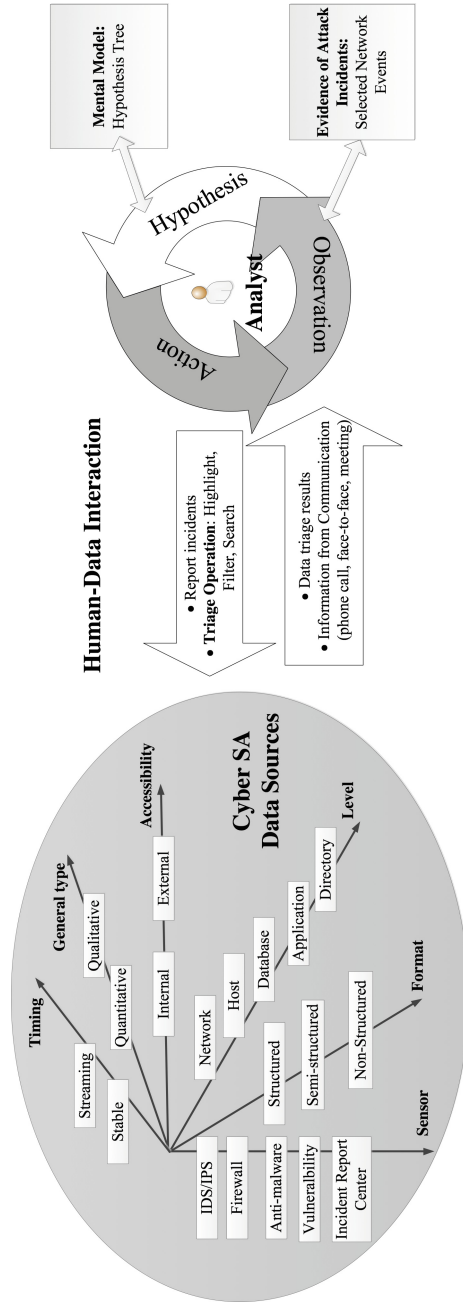 Human-Data Interaction
Timing
Streaming
Stable
General type
Qualitative
Quantitative
Accessibility
Internal
External
Cyber SA
Data Sources
Network
Host
Database
Application
Directory
Level
Structured
Semi-structured
Non-Structured
Format
IDS/IPS
Firewall
Anti-malware
Vulneralbility
Incident Report
Center
Sensor
• Report incidents
• Triage Operation: Highlight,
Filter, Search
• Data triage results
• Information from Communication
(phone call, face-to-face, meeting)
Action
Hypothesis
Observation
Analyst
Mental Model:
Hypothesis Tree
Evidence of Attack
Incidents:
Selected Network
Events